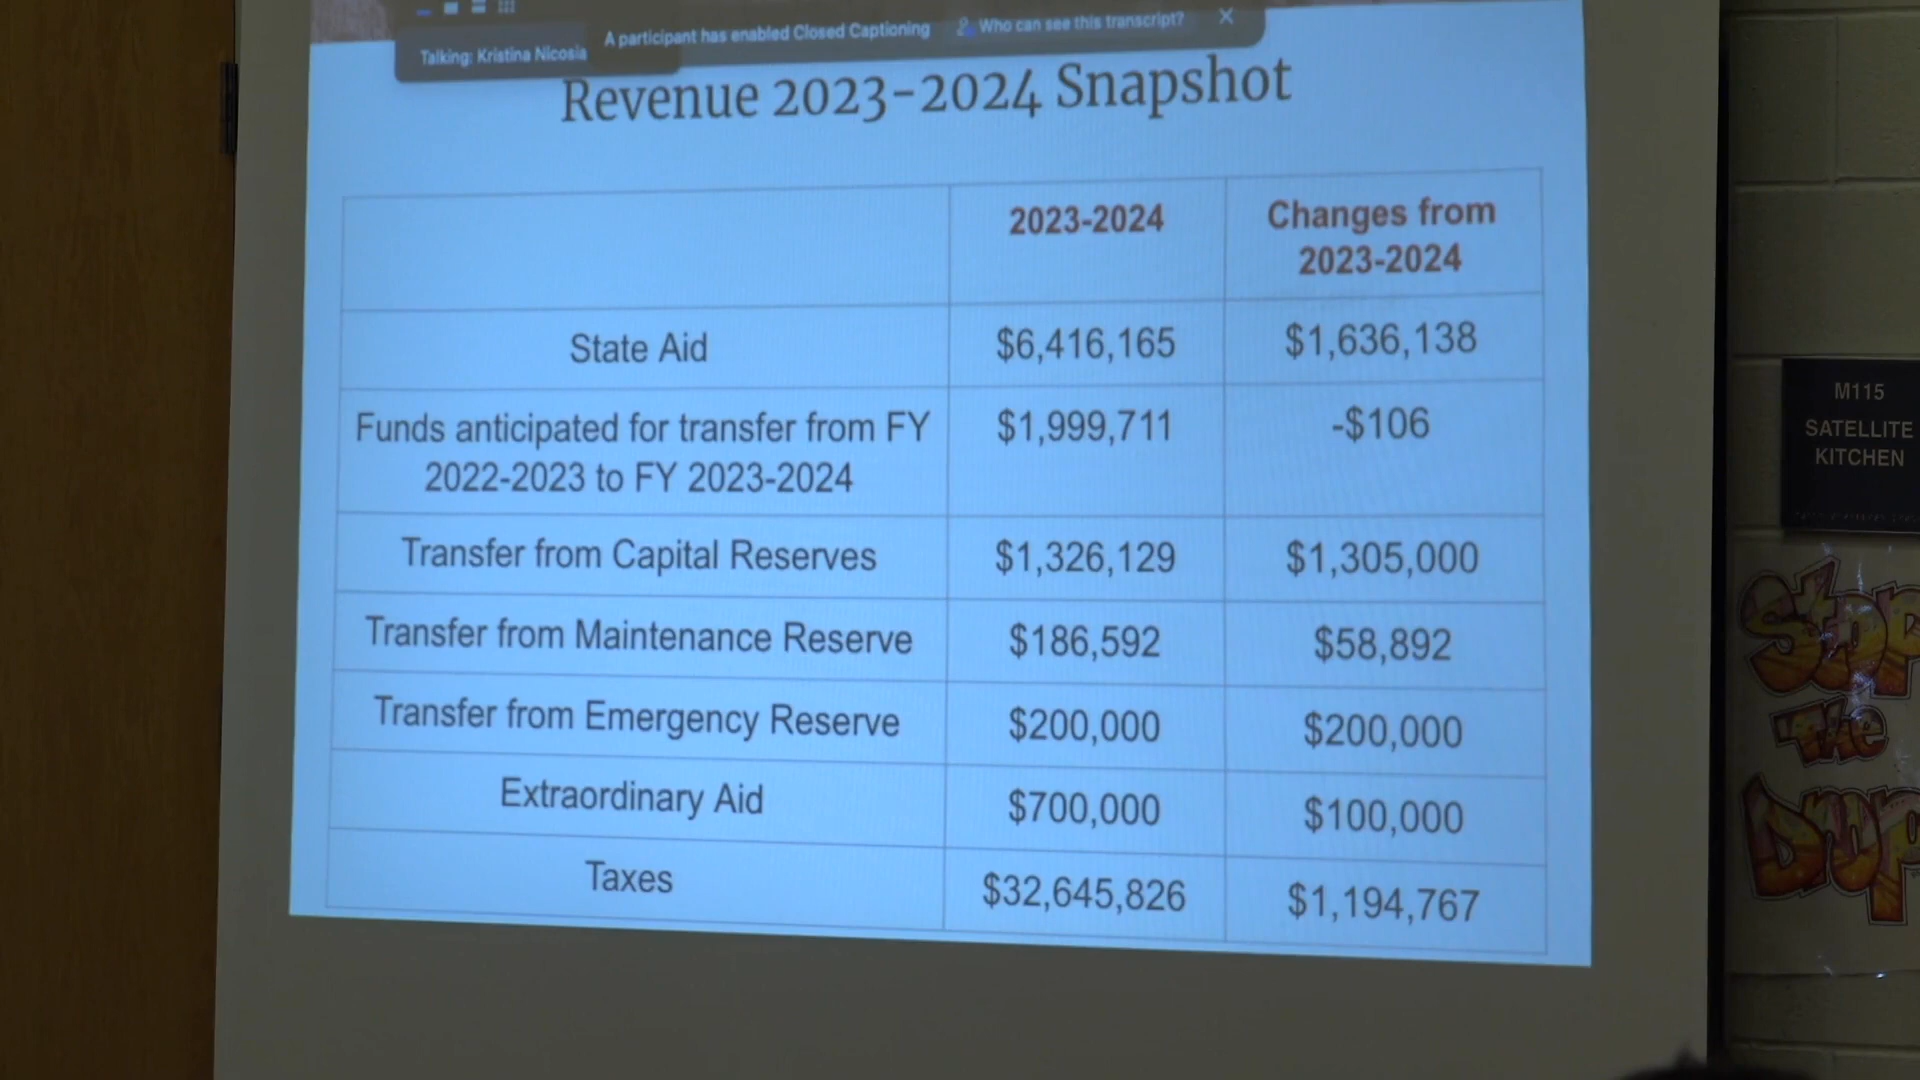 A participant has enabled Closed Captioning Who can see this transcript?
Talking: Kristina Nicosia
Revenue 2023-2024 Snapshot
2023-2024 Changes from
2023-2024
State Aid $6,416,165 $1,636,138
Funds anticipated for transfer from FY $1,999,711 -$106
2022-2023 to FY 2023-2024
Transfer from Capital Reserves $1,326,129 $1,305,000
Transfer from Maintenance Reserve $186,592 $58,892
Transfer from Emergency Reserve $200,000 $200,000
Extraordinary Aid $700,000 $100,000
Taxes $32,645,826 $1,194,767
M115
SATELLITE
KITCHEN
Stop
The